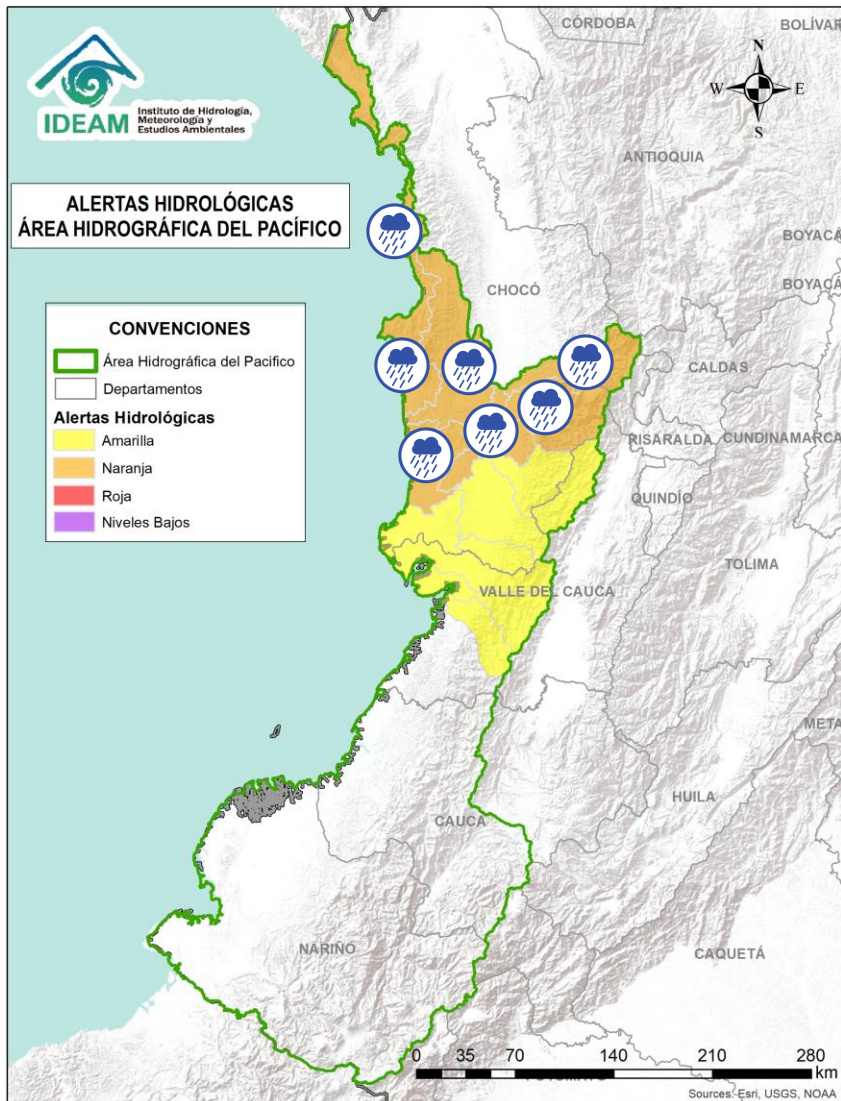 CÓRDOBA
BOLÍVAR
N
W
E
S
IDEAM
Instituto de Hidrología,
Meteorología y
Estudios Ambientales
ANTIOQUIA
ALERTAS HIDROLÓGICAS
ÁREA HIDROGRÁFICA DEL PACÍFICO
BOYACÁ
BOYACÁ
CHOCÓ
CONVENCIONES
Área Hidrográfica del Pacifico
Departamentos
Alertas Hidrológicas
Amarilla
Naranja
Roja
Niveles Bajos
CALDAS
RISARALDA
CUNDINAMARCA
QUINDÍO
TOLIMA
VALLE DEL CAUCA
META
HUILA
CAUCA
NARIÑO
CAQUETÁ
0 35 70 140 210 280
km
Sources: Esri, USGS, NOAA